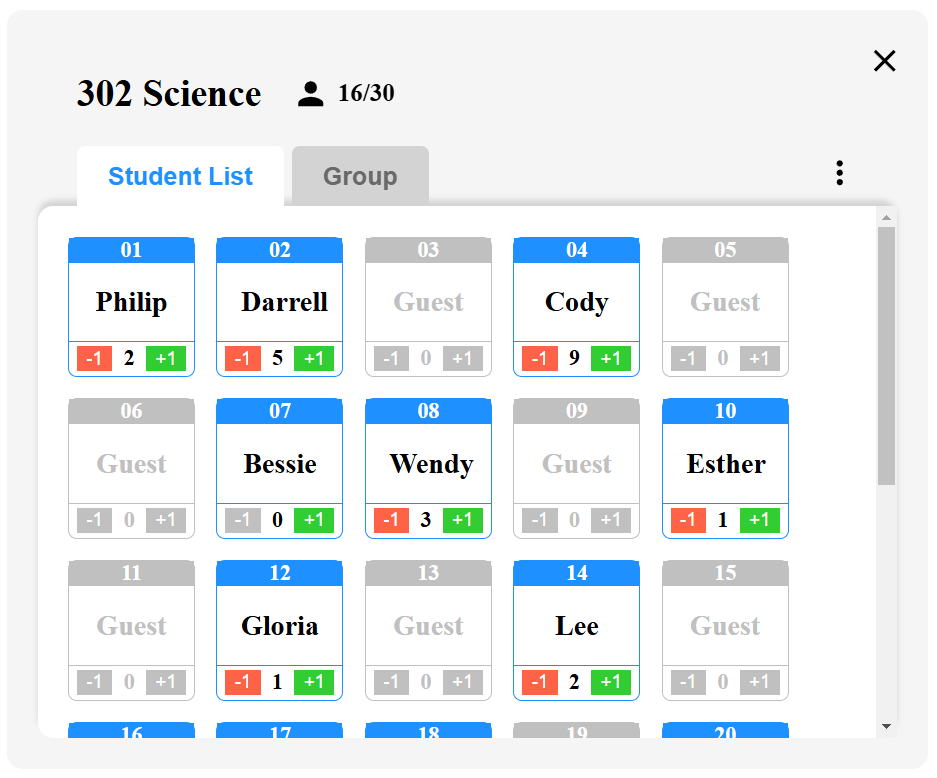 302 Science 16/30
Student List Group
01 02 03 04 05
Philip Darrell Guest Cody Guest
-1 2 +1 -1 5 +1 -1 0 +1 -1 9 +1 -1 0 +1
06 07 08 09 10
Guest Bessie Wendy Guest Esther
-1 0 +1 -1 0 +1 -1 3 +1 -1 0 +1 -1 1 +1
11 12 13 14 15
Guest Gloria Guest Lee Guest
-1 0 +1 -1 1 +1 -1 0 +1 -1 2 +1 -1 0 +1
16 17 18 19 20